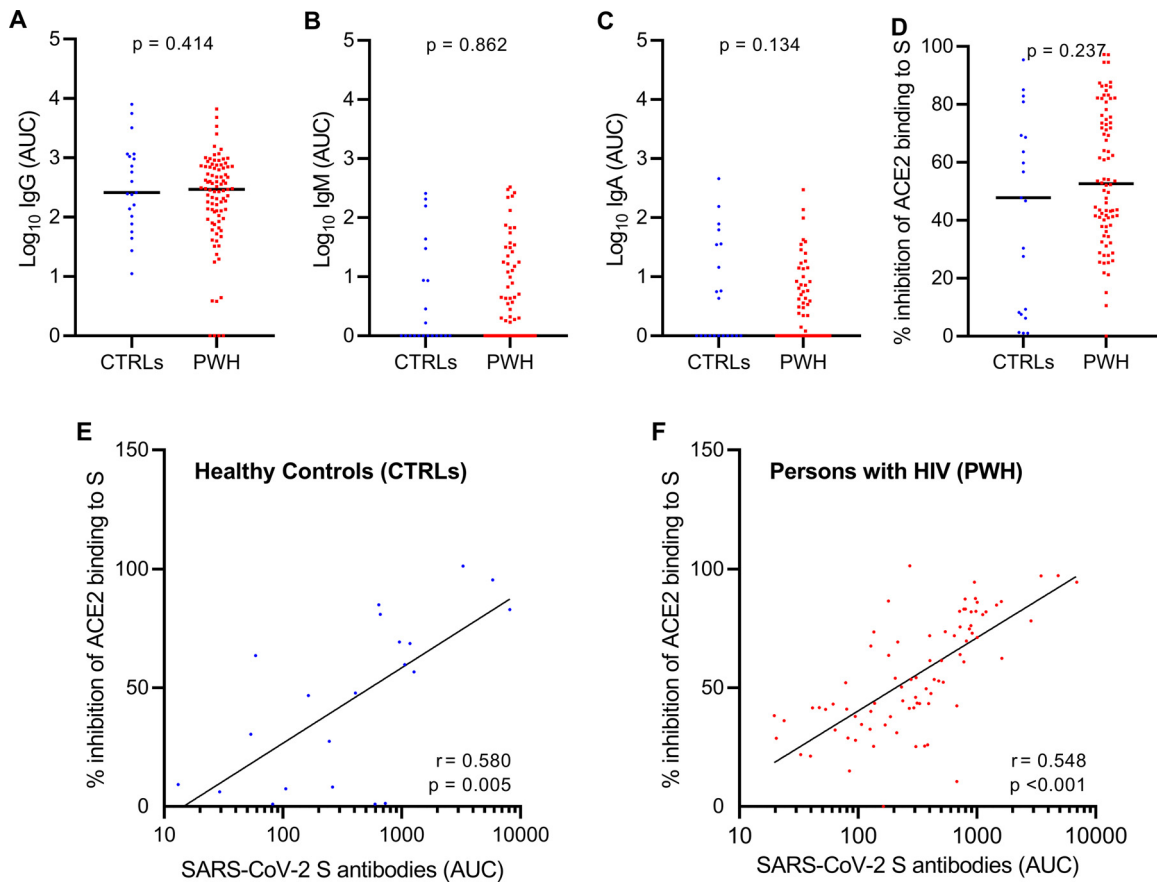 A
p = 0.414
Log10 IgG (AUC)
5
4
3
2
1
0
CTRLs
PWH
B
p = 0.862
Log10 IgM (AUC)
5
4
3
2
1
0
CTRLs
PWH
C
p = 0.134
Log10 IgA (AUC)
5
4
3
2
1
0
CTRLs
PWH
D
p = 0.237
% inhibition of ACE2 binding to S
100
80
60
40
20
0
CTRLs
PWH
E
Healthy Controls (CTRLs)
% inhibition of ACE2 binding to S
150
100
50
0
r = 0.580
p = 0.005
10
100
1000
10000
SARS-CoV-2 S antibodies (AUC)
F
Persons with HIV (PWH)
% inhibition of ACE2 binding to S
150
100
50
0
r = 0.548
p <0.001
10
100
1000
10000
SARS-CoV-2 S antibodies (AUC)